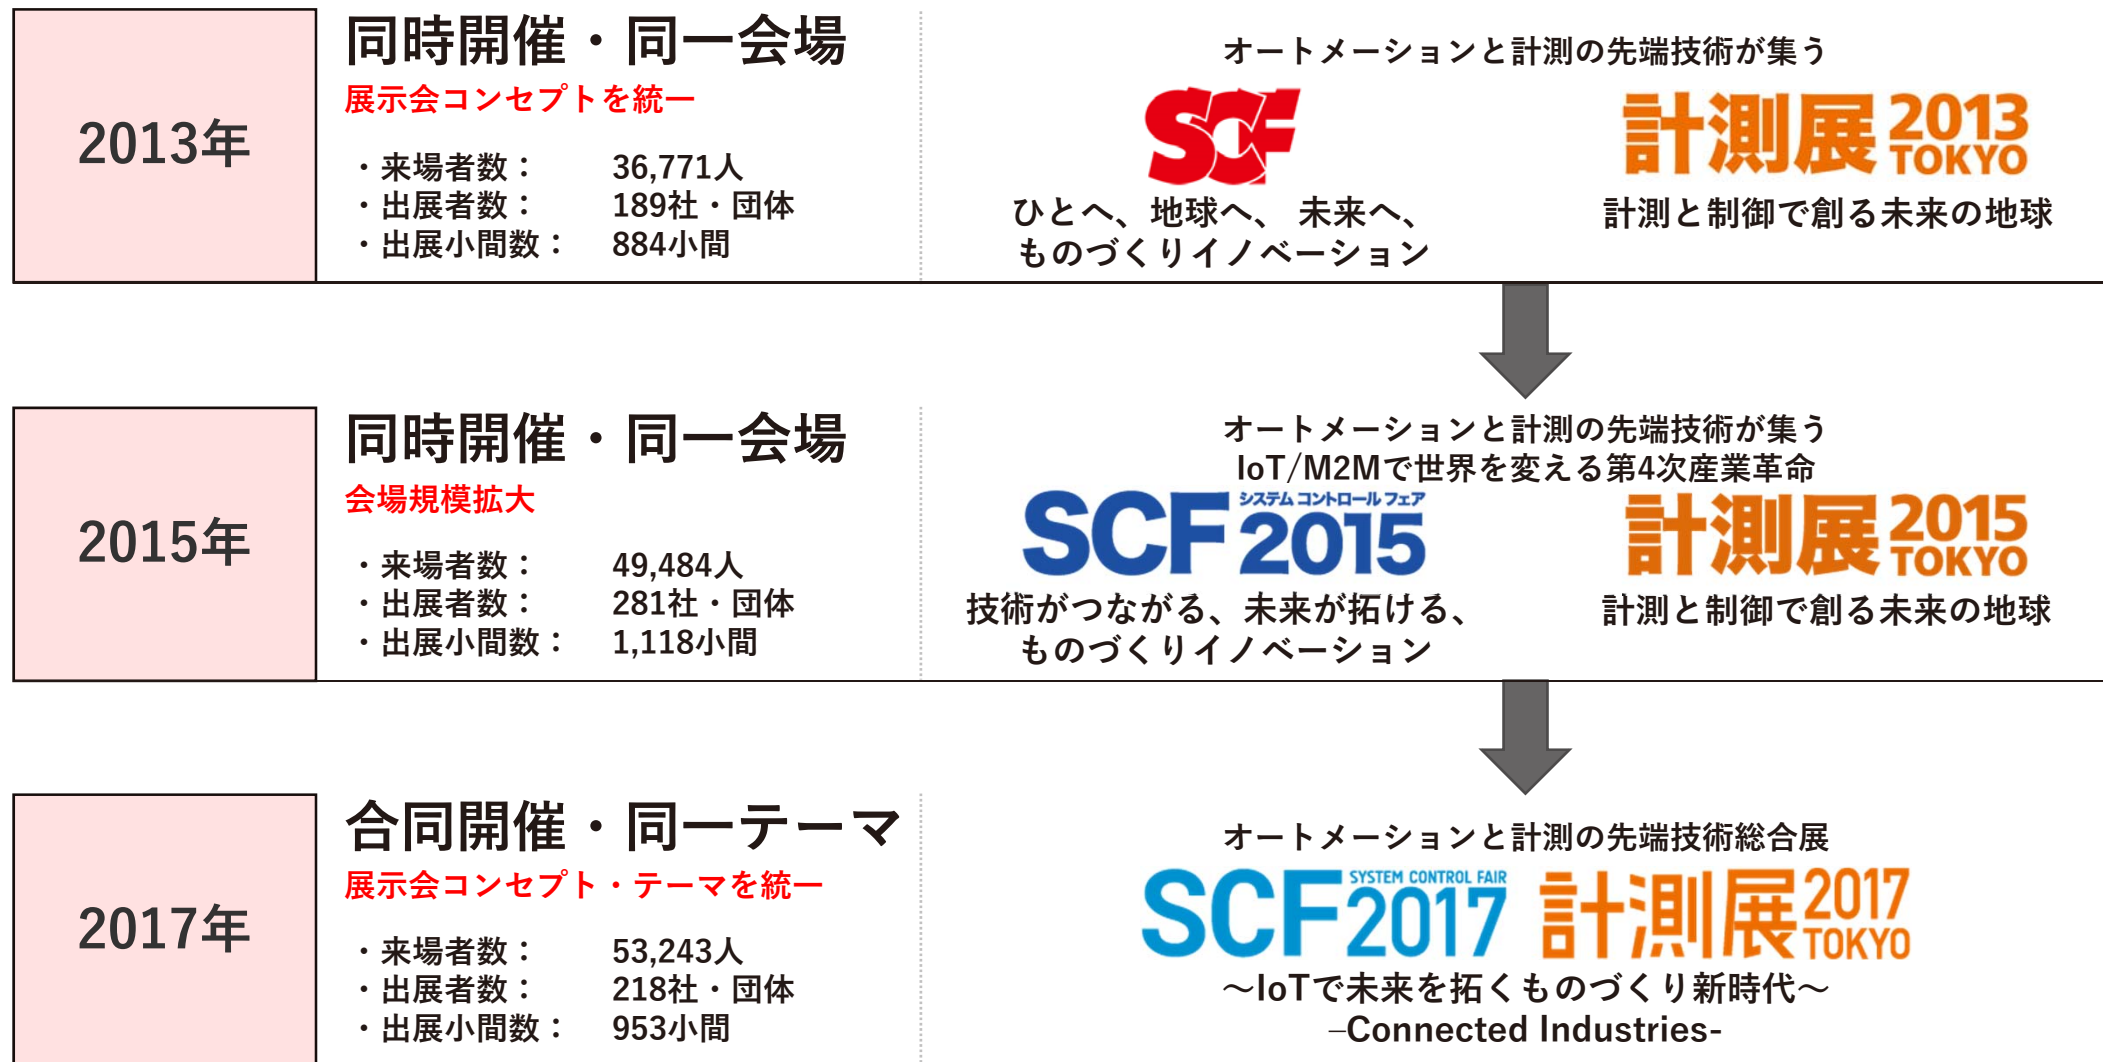 2013年
同時開催・同一会場
展示会コンセプトを統一
・来場者数： 36,771人
・出展者数： 189社・団体
・出展小間数： 884小間
オートメーションと計測の先端技術が集う
SCF
ひとへ、地球へ、 未来へ、
ものづくりイノベーション
計測展 2013 TOKYO
計測と制御で創る未来の地球
2015年
同時開催・同一会場
会場規模拡大
・来場者数： 49,484人
・出展者数： 281社・団体
・出展小間数： 1,118小間
オートメーションと計測の先端技術が集う
IoT/M2Mで世界を変える第4次産業革命
システム コントロール フェア
SCF 2015
技術がつながる、未来が拓ける、
ものづくりイノベーション
計測展 2015 TOKYO
計測と制御で創る未来の地球
2017年
合同開催・同一テーマ
展示会コンセプト・テーマを統一
・来場者数： 53,243人
・出展者数： 218社・団体
・出展小間数： 953小間
オートメーションと計測の先端技術総合展
SYSTEM CONTROL FAIR
SCF 2017 計測展 2017 TOKYO
～IoTで未来を拓くものづくり新時代～
–Connected Industries-